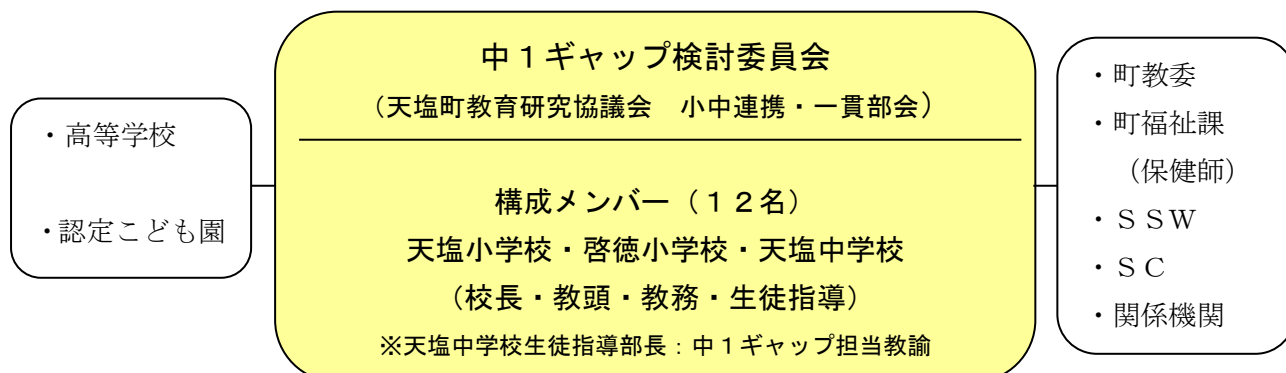 ・高等学校
・認定こども園
中１ギャップ検討委員会
（天塩町教育研究協議会　小中連携・一貫部会）
構成メンバー（１２名）
天塩小学校・啓徳小学校・天塩中学校
（校長・教頭・教務・生徒指導）
※天塩中学校生徒指導部長：中１ギャップ担当教諭
・町教委
・町福祉課
（保健師）
・ＳＳＷ
・ＳＣ
・関係機関